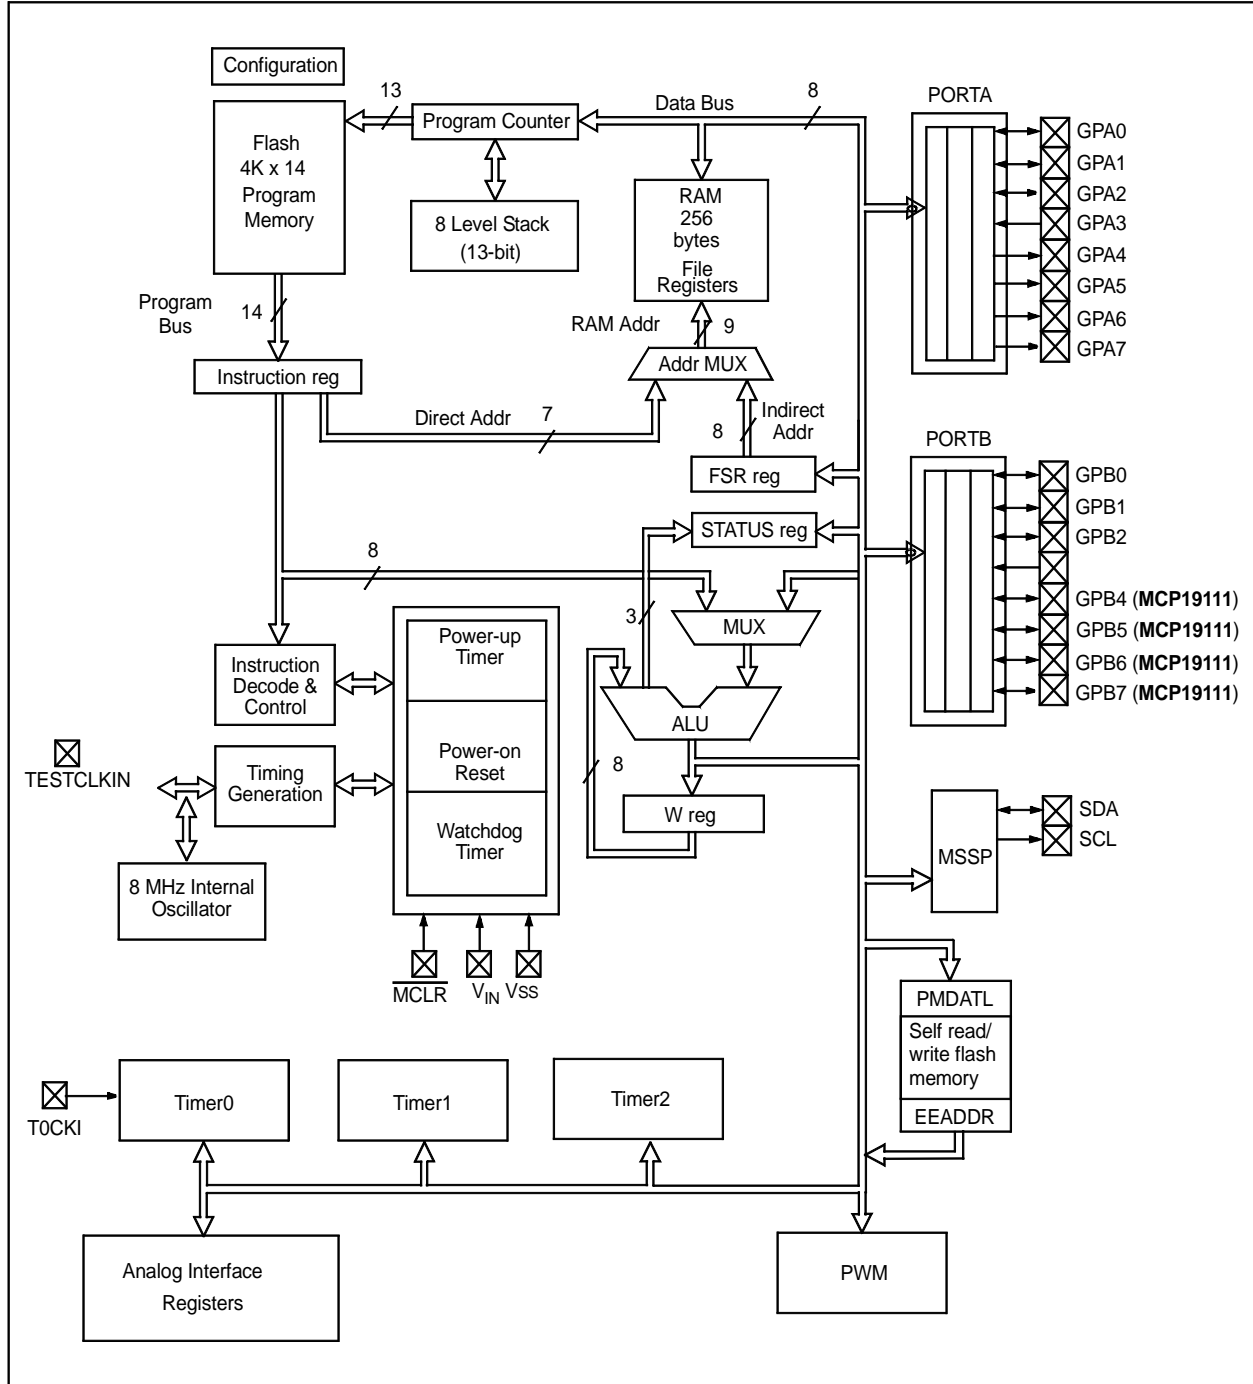 Configuration
13
Program Counter
Data Bus
8
PORTA
Flash
4K x 14
Program
Memory
8 Level Stack
(13-bit)
RAM
256
bytes
File
Registers
GPA0
GPA1
GPA2
GPA3
GPA4
GPA5
GPA6
GPA7
Program
Bus
14
RAM Addr
9
Addr MUX
Instruction reg
Direct Addr
7
8
Indirect
Addr
PORTB
FSR reg
STATUS reg
GPB0
GPB1
GPB2
GPB4 (MCP19111)
GPB5 (MCP19111)
GPB6 (MCP19111)
GPB7 (MCP19111)
8
3
MUX
Power-up
Timer
Instruction
Decode &
Control
ALU
TESTCLKIN
Timing
Generation
Power-on
Reset
8
W reg
Watchdog
Timer
8 MHz Internal
Oscillator
MSSP
SDA
SCL
MCLR
VIN
VSS
PMDATL
Self read/
write flash
memory
EEADDR
T0CKI
Timer0
Timer1
Timer2
Analog Interface
Registers
PWM